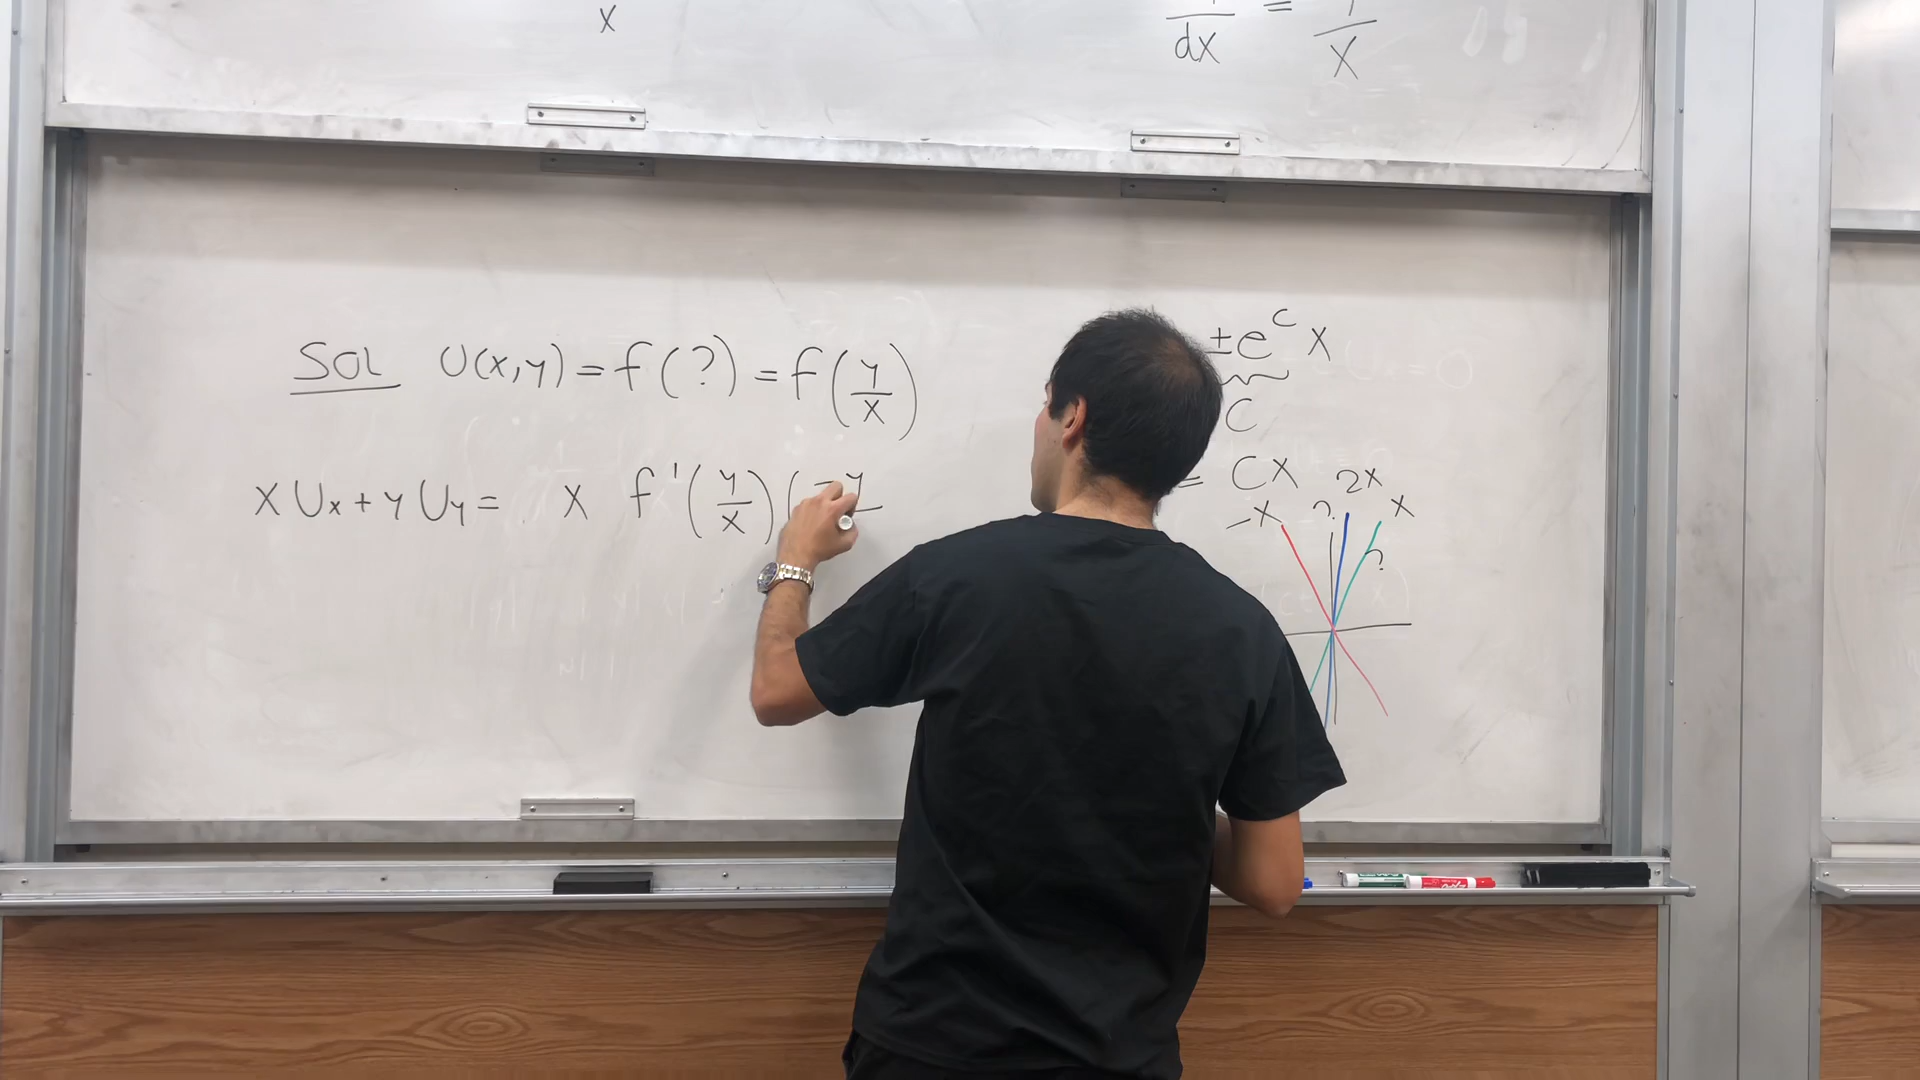 x
dx = x
SOL U(x,y) = f(?) = f(y/x)
x Ux + y Uy = x f'(y/x)(-y
±e^c x
C
= Cx
-x ? 2x x
?